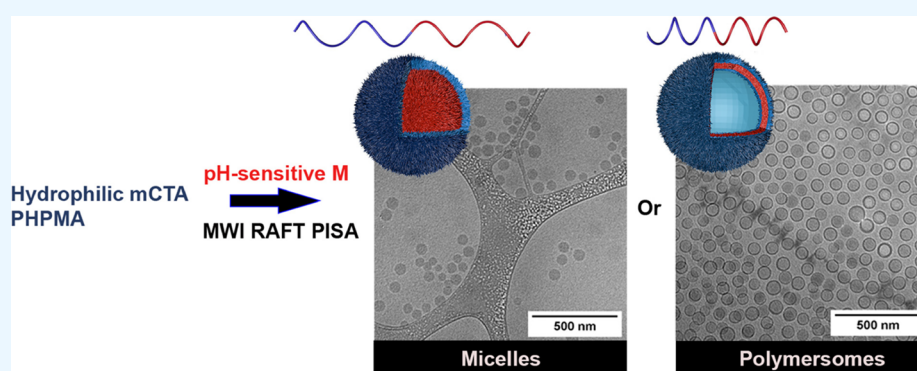 Hydrophilic mCTA
PHPMA
pH-sensitive M
MWI RAFT PISA
500 nm
Micelles
Or
500 nm
Polymersomes